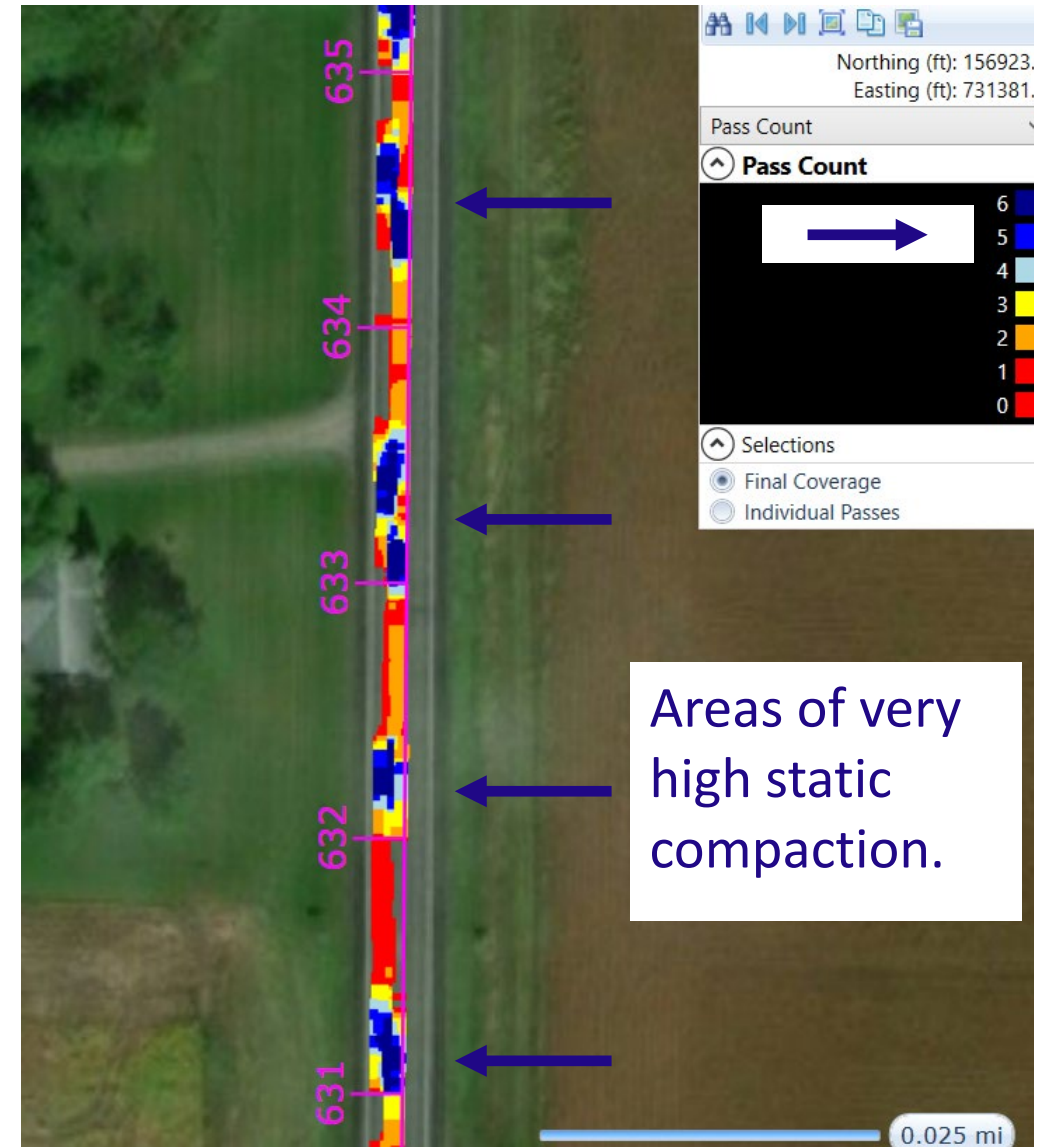 635
634
633
632
631
Northing (ft): 156923.
Easting (ft): 731381.
Pass Count
Pass Count
6
5
4
3
2
1
0
Selections
Final Coverage
Individual Passes
Areas of very
high static
compaction.
0.025 mi